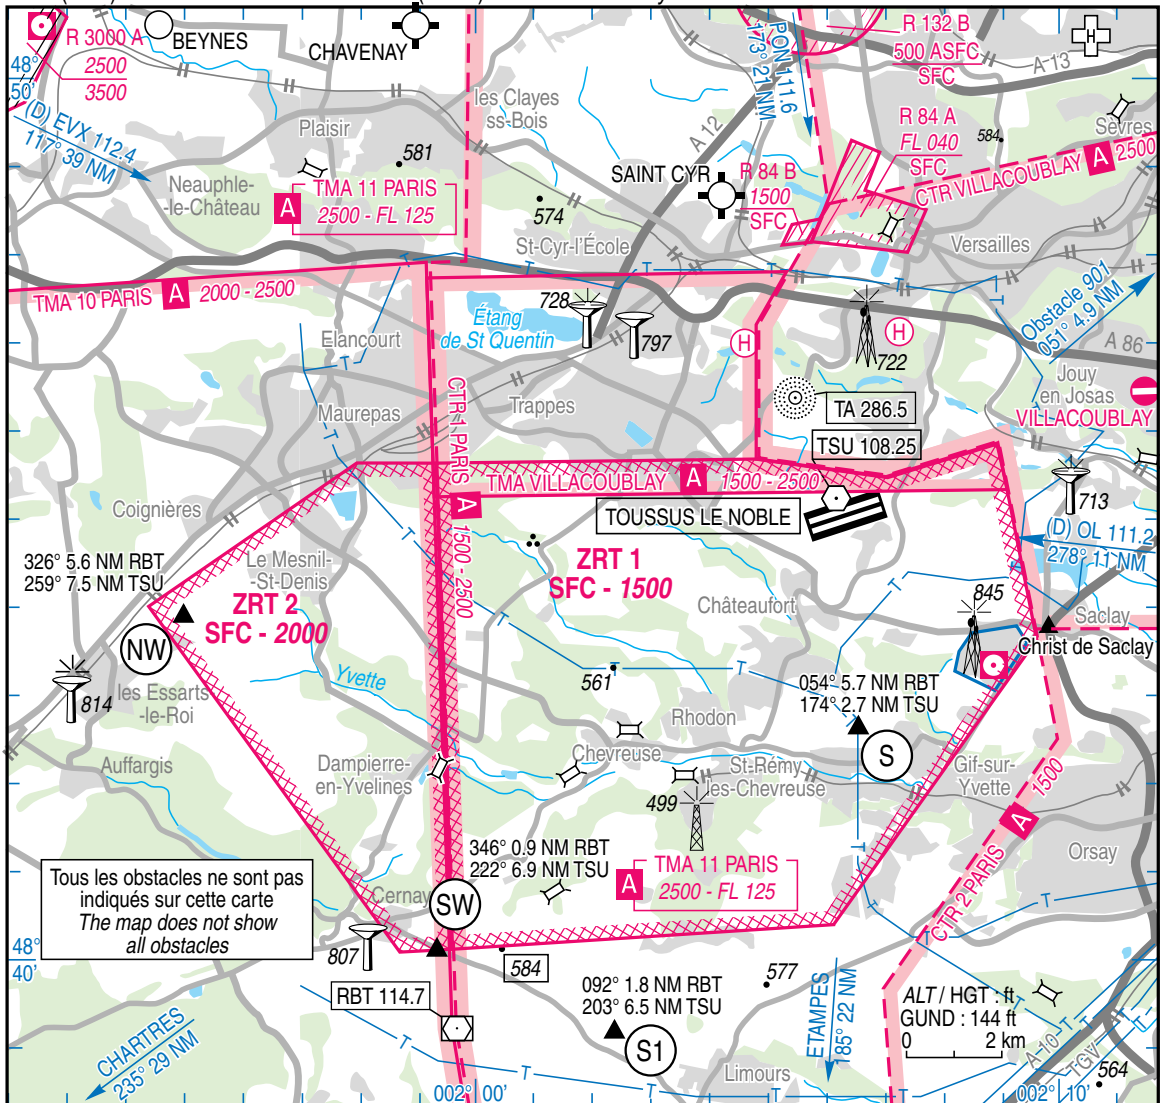 R 3000 A
2500
3500
BEYNES
CHAVENAY
R 132 B
500 ASFC
SFC
H
A-13
48°
50'
(D) EVX 112.4
117° 39 NM
les Clayes
ss-Bois
PON 111.6
173° 21 NM
A 12
Plaisir
581
R 84 A
FL 040
SFC
584
Sèvres
CTR VILLACOUBLAY A 2500
Neauphle-
-le-Château
A
TMA 11 PARIS
2500 - FL 125
574
SAINT CYR
R 84 B
1500
SFC
St-Cyr-l'École
Versailles
TMA 10 PARIS A 2000 - 2500
728
797
Étang
de St Quentin
Elancourt
H
H
722
Obstacle 901
051° 4.9 NM
A 86
Jouy
en Josas
VILLACOUBLAY
TA 286.5
TSU 108.25
Maurepas
Trappes
CTR 1 PARIS
A
1500 - 2500
TMA VILLACOUBLAY A 1500 - 2500
713
Coignières
TOUSSUS LE NOBLE
(D) OL 111.2
278° 11 NM
326° 5.6 NM RBT
259° 7.5 NM TSU
Le Mesnil-
-St-Denis
ZRT 2
SFC - 2000
ZRT 1
SFC - 1500
Châteaufort
845
Saclay
Christ de Saclay
NW
Yvette
561
054° 5.7 NM RBT
174° 2.7 NM TSU
814
les Essarts
-le-Roi
Rhodon
S
Auffargis
Dampierre-
en-Yvelines
Chevreuse
St-Rémy
les-Chevreuse
Gif-sur-
Yvette
499
A 1500
CTR 2 PARIS
Orsay
346° 0.9 NM RBT
222° 6.9 NM TSU
A
TMA 11 PARIS
2500 - FL 125
Tous les obstacles ne sont pas
indiqués sur cette carte
The map does not show
all obstacles
Cernay
SW
48°
40'
807
584
577
RBT 114.7
092° 1.8 NM RBT
203° 6.5 NM TSU
S1
ETAMPES
185° 22 NM
ALT / HGT : ft
GUND : 144 ft
0 2 km
CHARTRES
235° 29 NM
Limours
A-10
TGV
564
002° 00'
002° 10'